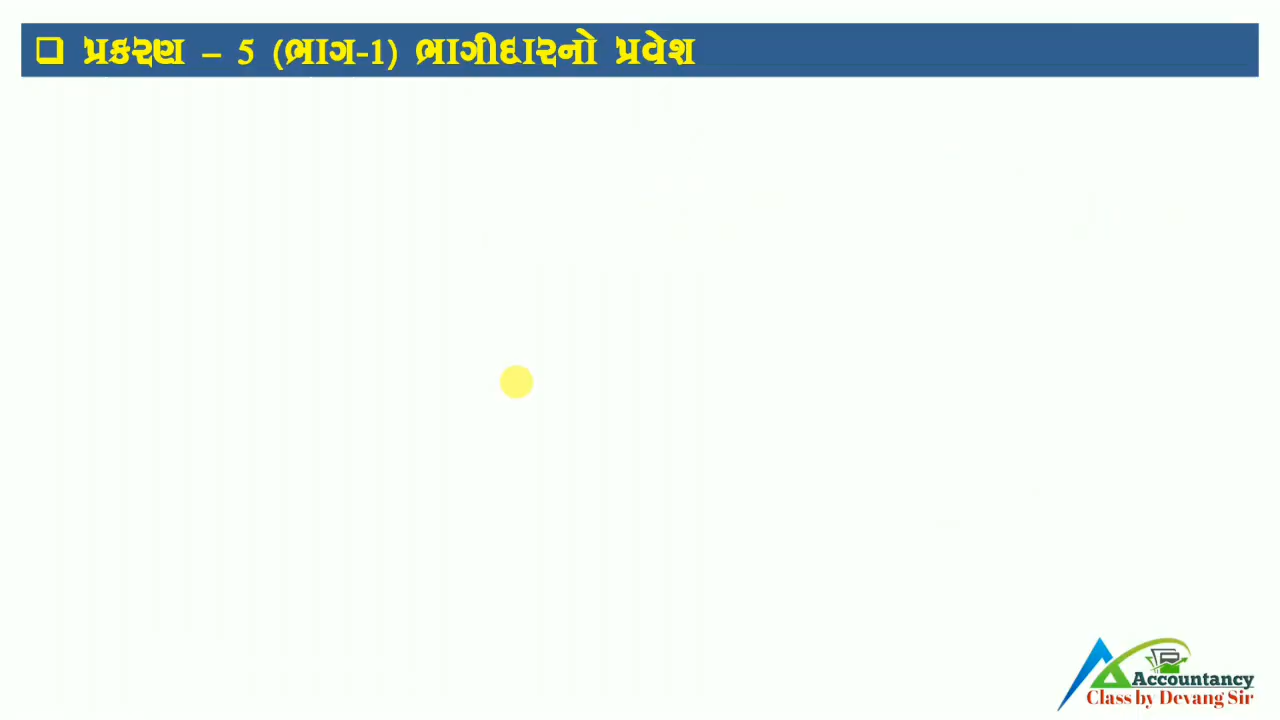 ❑ પ્રકરણ – 5 (ભાગ-1) ભાગીદારનો પ્રવેશ
Accountancy
Class by Devang Sir